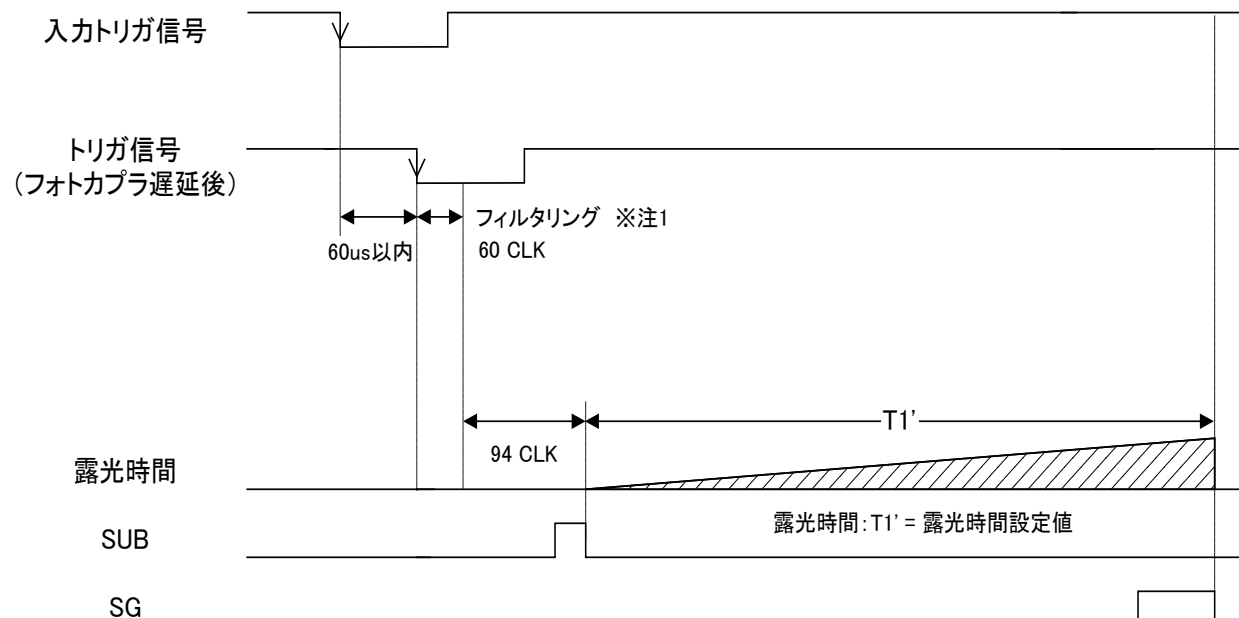 入力トリガ信号
トリガ信号
（フォトカプラ遅延後）
フィルタリング ※注1
60us以内
60 CLK
T1'
94 CLK
露光時間
露光時間：T1' = 露光時間設定値
SUB
SG